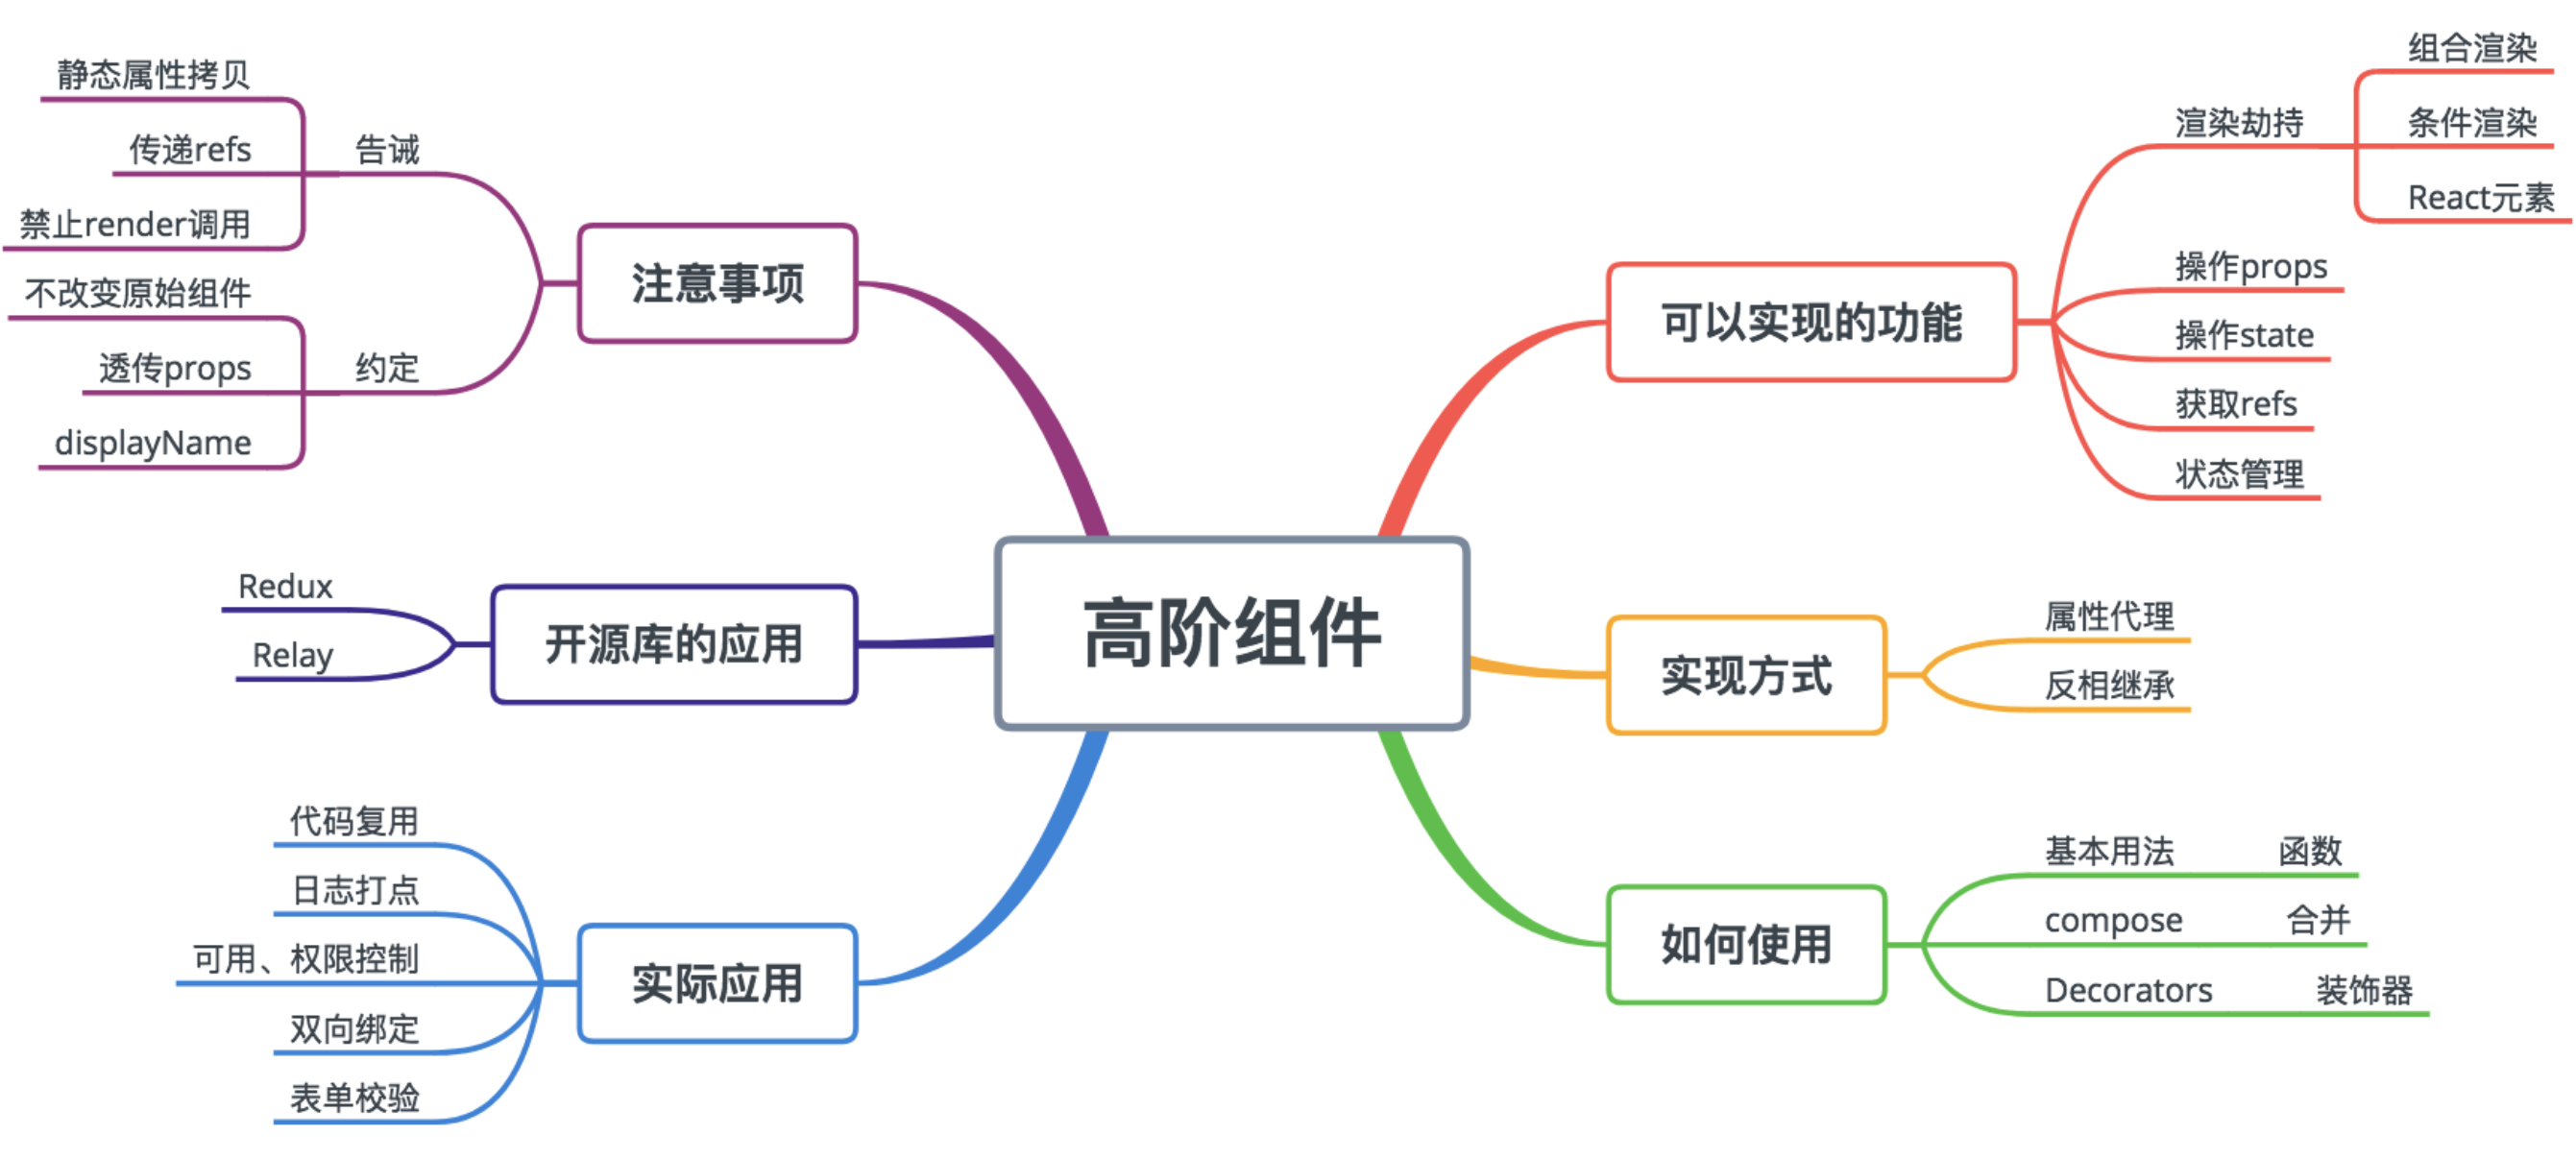 高阶组件
可以实现的功能
渲染劫持
组合渲染
条件渲染
React元素
操作props
操作state
获取refs
状态管理
实现方式
属性代理
反相继承
如何使用
基本用法 函数
compose 合并
Decorators 装饰器
注意事项
告诫
静态属性拷贝
传递refs
禁止render调用
约定
不改变原始组件
透传props
displayName
开源库的应用
Redux
Relay
实际应用
代码复用
日志打点
可用、权限控制
双向绑定
表单校验